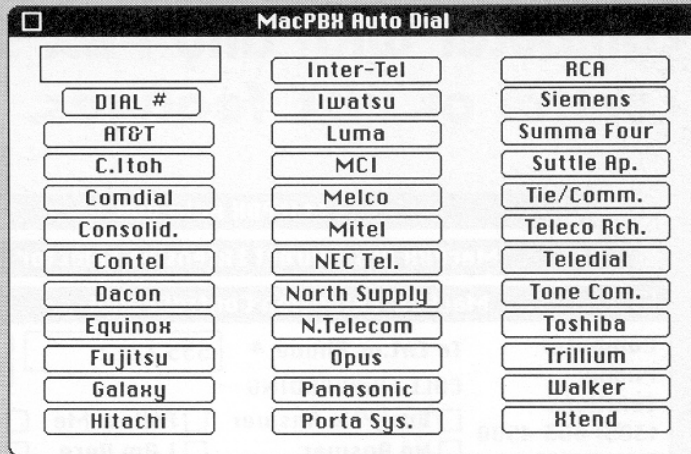 MacPBX Auto Dial
DIAL #
AT&T
C.Itoh
Comdial
Consolid.
Contel
Dacon
Equinox
Fujitsu
Galaxy
Hitachi
Inter-Tel
Iwatsu
Luma
MCI
Melco
Mitel
NEC Tel.
North Supply
N.Telecom
Opus
Panasonic
Porta Sys.
RCA
Siemens
Summa Four
Suttle Ap.
Tie/Comm.
Teleco Rch.
Teledial
Tone Com.
Toshiba
Trillium
Walker
Xtend